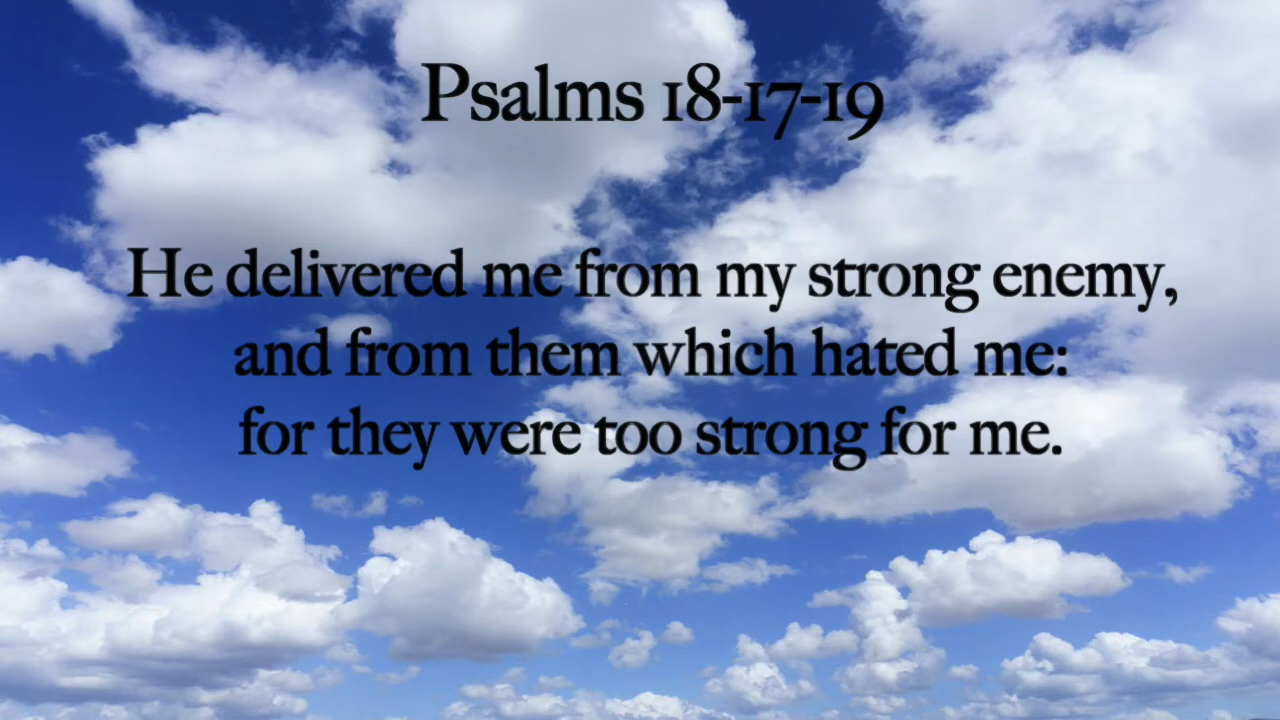 Psalms 18-17-19
He delivered me from my strong enemy,
and from them which hated me:
for they were too strong for me.